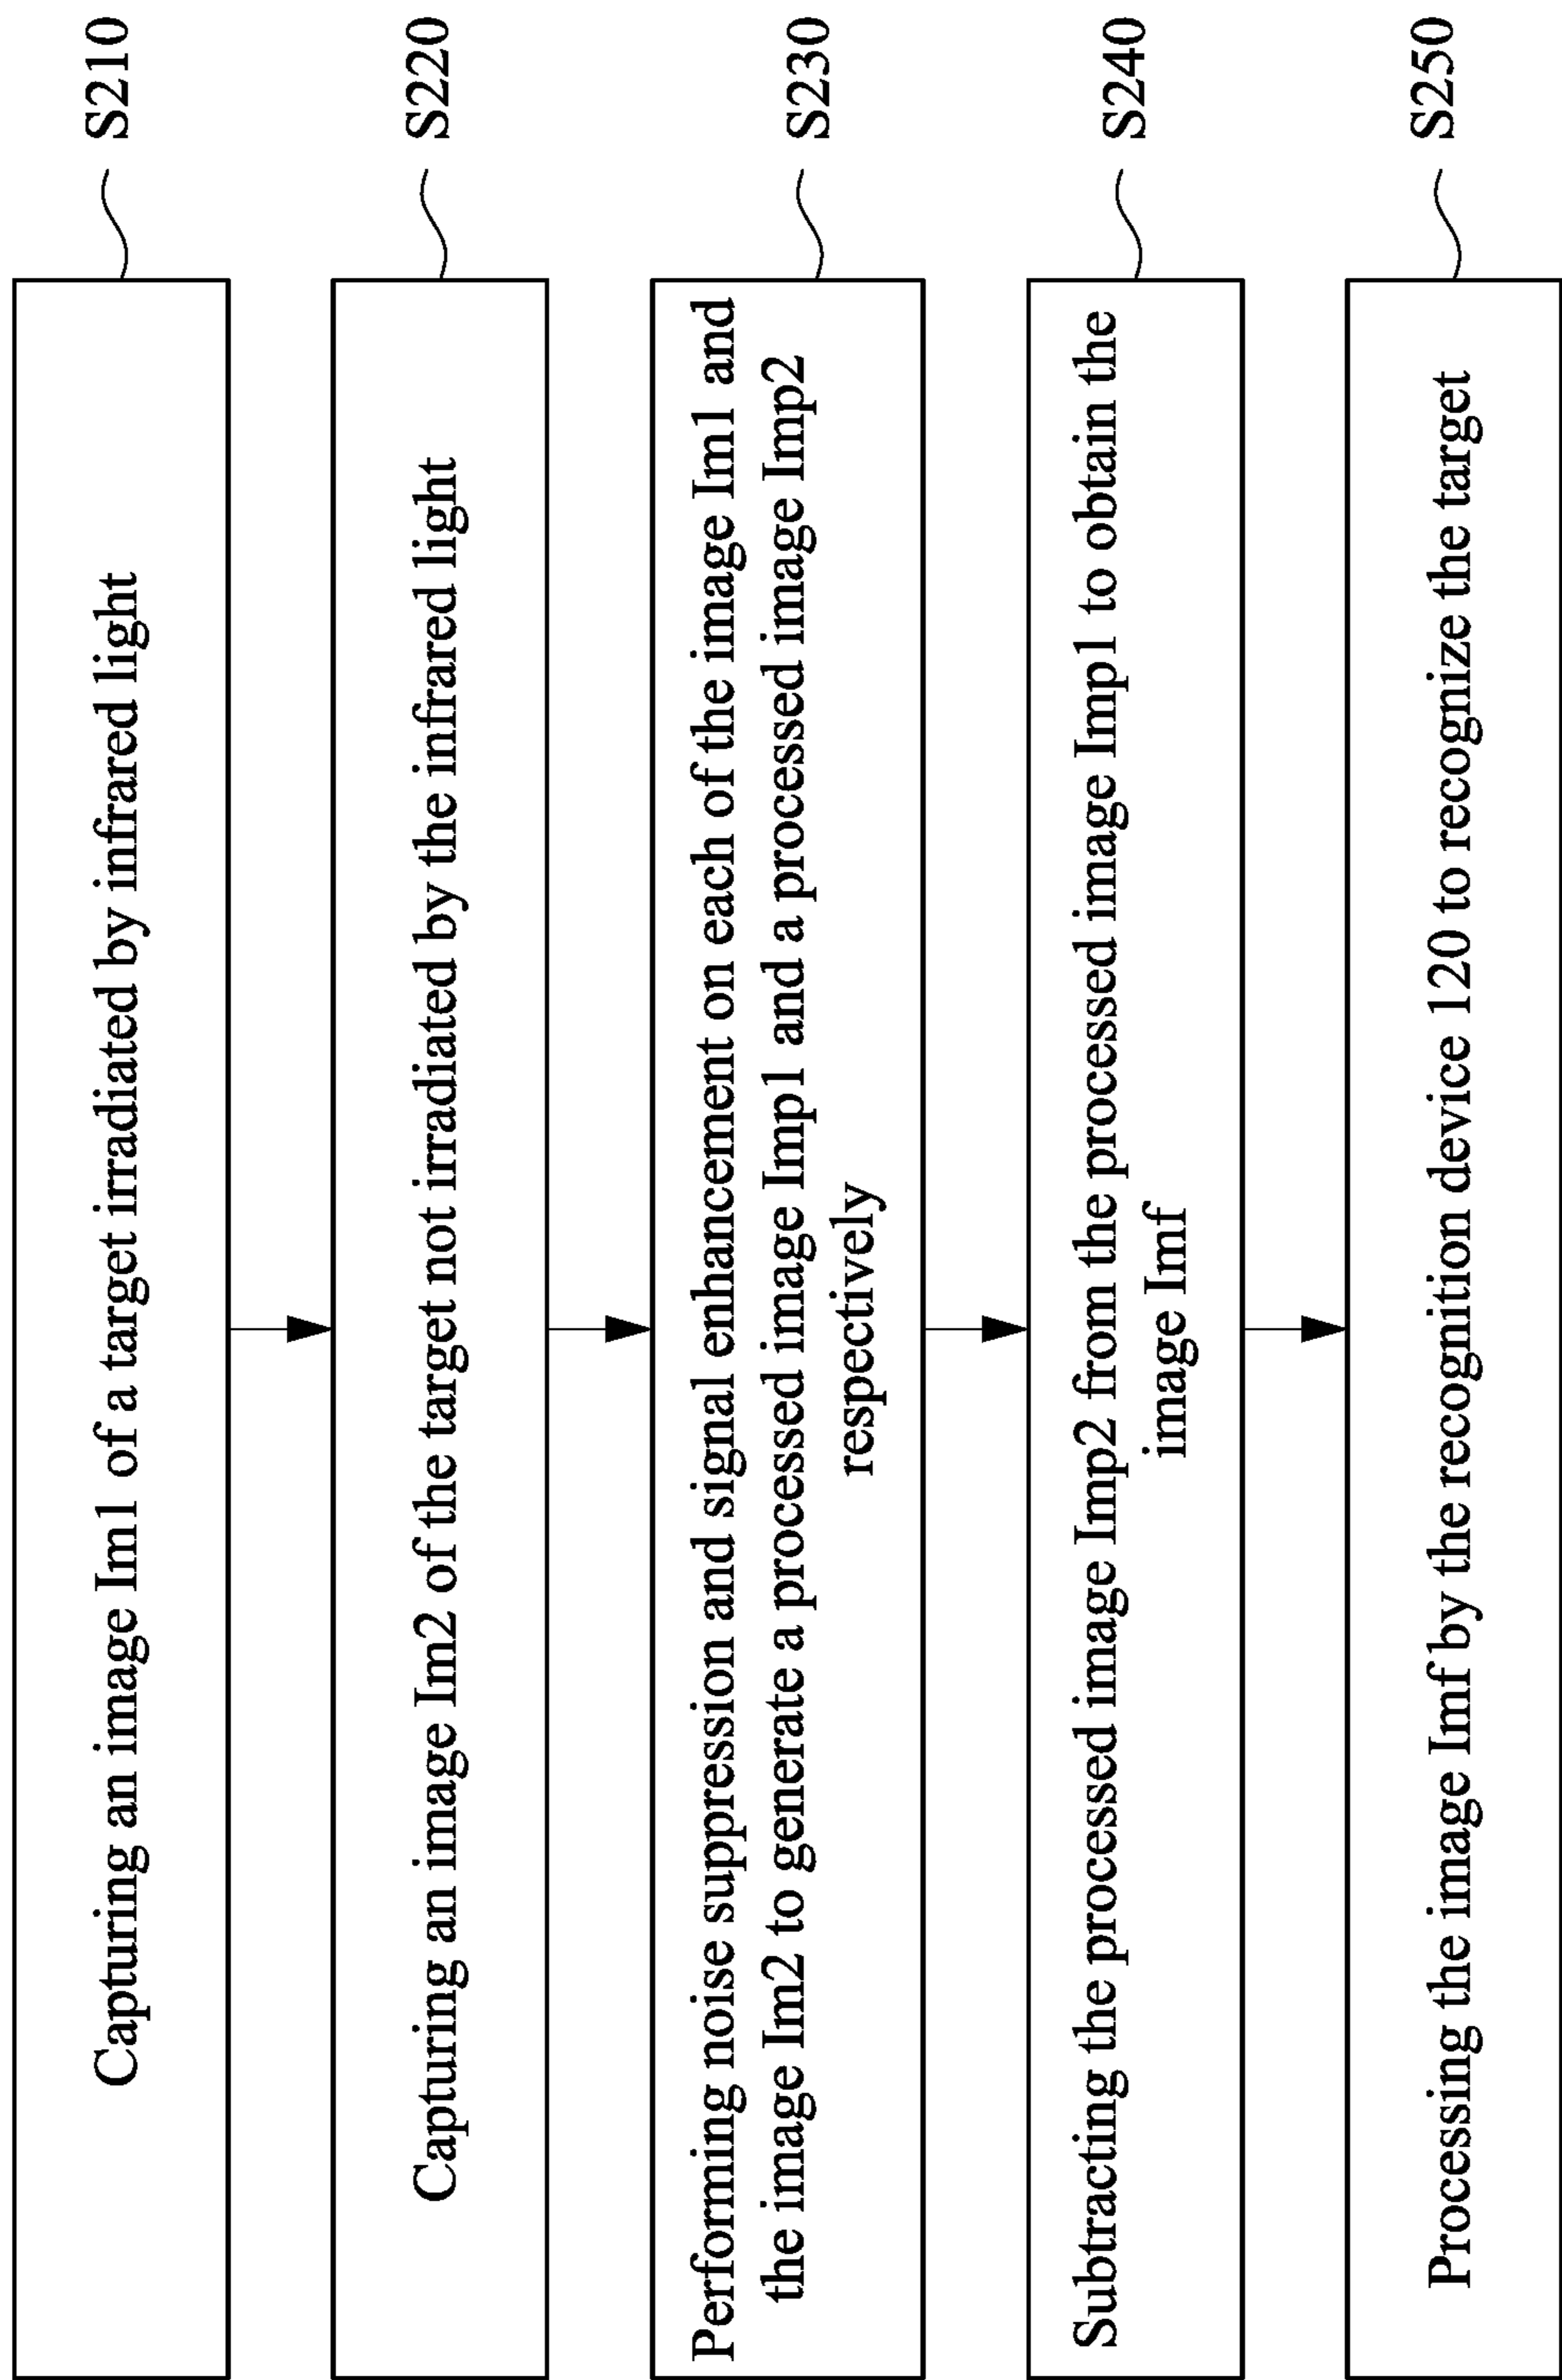 Capturing an image Im1 of a target irradiated by infrared light
S210
Capturing an image Im2 of the target not irradiated by the infrared light
S220
Performing noise suppression and signal enhancement on each of the image Im1 and
the image Im2 to generate a processed image Imp1 and a processed image Imp2
respectively
S230
Subtracting the processed image Imp2 from the processed image Imp1 to obtain the
image Imf
S240
Processing the image Imf by the recognition device 120 to recognize the target
S250